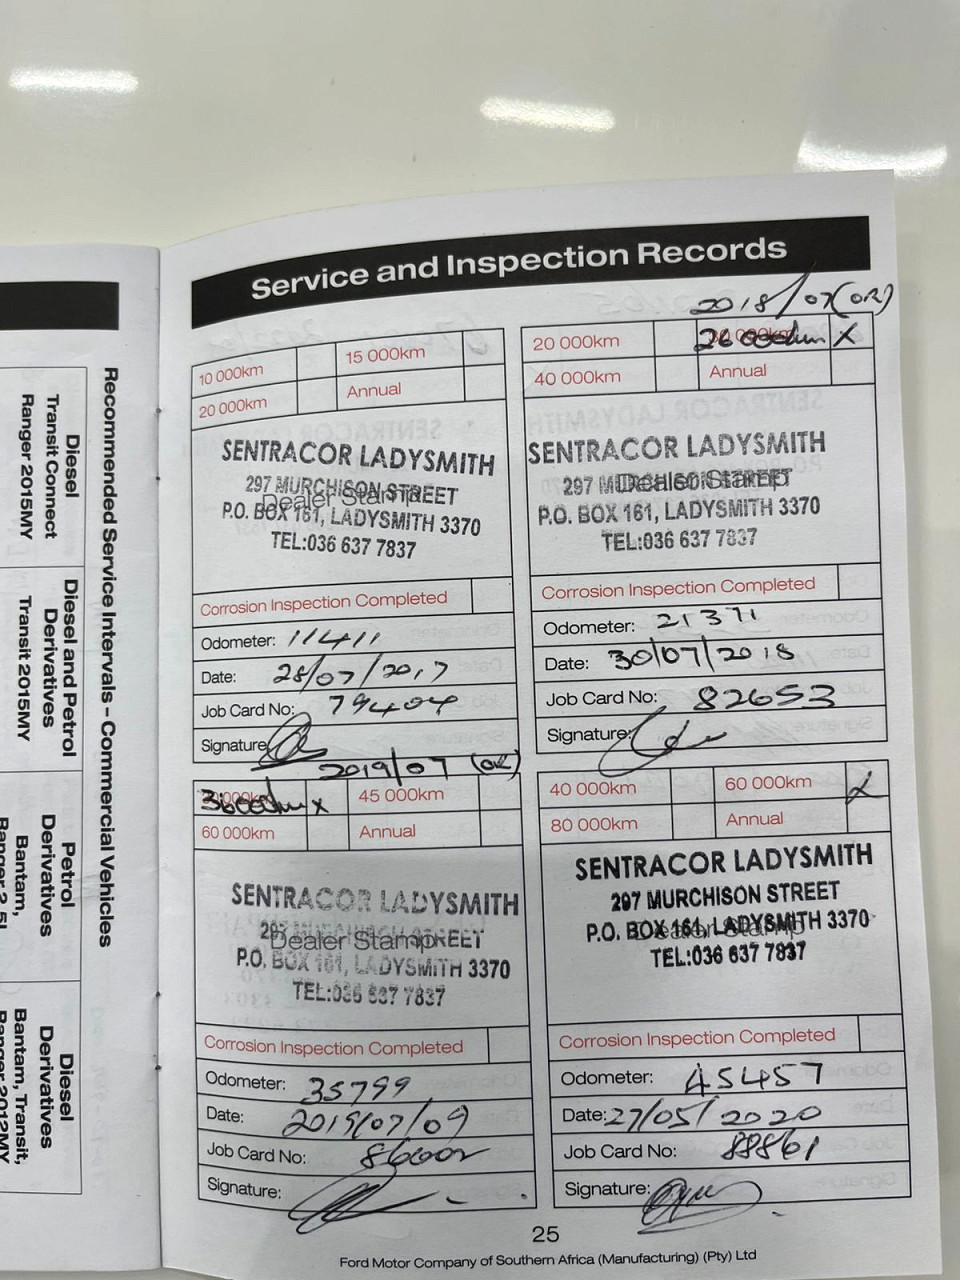 Service and Inspection Records
2018/07 (OR)
10 000km
15 000km
20 000km
Annual
SENTRACOR LADYSMITH
297 MURCHISON STREET
Dealer Stamp
P.O. BOX 161, LADYSMITH 3370
TEL:036 637 7837
Corrosion Inspection Completed
Odometer: 11411
Date: 28/07/2017
Job Card No: 79404
Signature:
20 000km
X
40 000km
Annual
SENTRACOR LADYSMITH
297 MURCHISON STREET
Dealer Stamp
P.O. BOX 161, LADYSMITH 3370
TEL:036 637 7837
Corrosion Inspection Completed
Odometer: 21371
Date: 30/07/2018
Job Card No: 82653
Signature:
2019/07 (OR)
X
45 000km
60 000km
Annual
SENTRACOR LADYSMITH
297 MURCHISON STREET
Dealer Stamp
P.O. BOX 161, LADYSMITH 3370
TEL:036 637 7837
Corrosion Inspection Completed
Odometer: 35799
Date: 2019/07/09
Job Card No:
Signature:
40 000km
60 000km
X
80 000km
Annual
SENTRACOR LADYSMITH
297 MURCHISON STREET
P.O. BOX 161, LADYSMITH 3370
Dealer Stamp
TEL:036 637 7837
Corrosion Inspection Completed
Odometer: 45457
Date: 27/05/2020
Job Card No: 88861
Signature:
25
Ford Motor Company of Southern Africa (Manufacturing) (Pty) Ltd
Recommended Service Intervals – Commercial Vehicles
Diesel
Transit Connect
Ranger 2015MY
Diesel and Petrol
Derivatives
Transit 2015MY
Petrol
Derivatives
Bantam,
Diesel
Derivatives
Bantam, Transit,
Ranger 2012MY